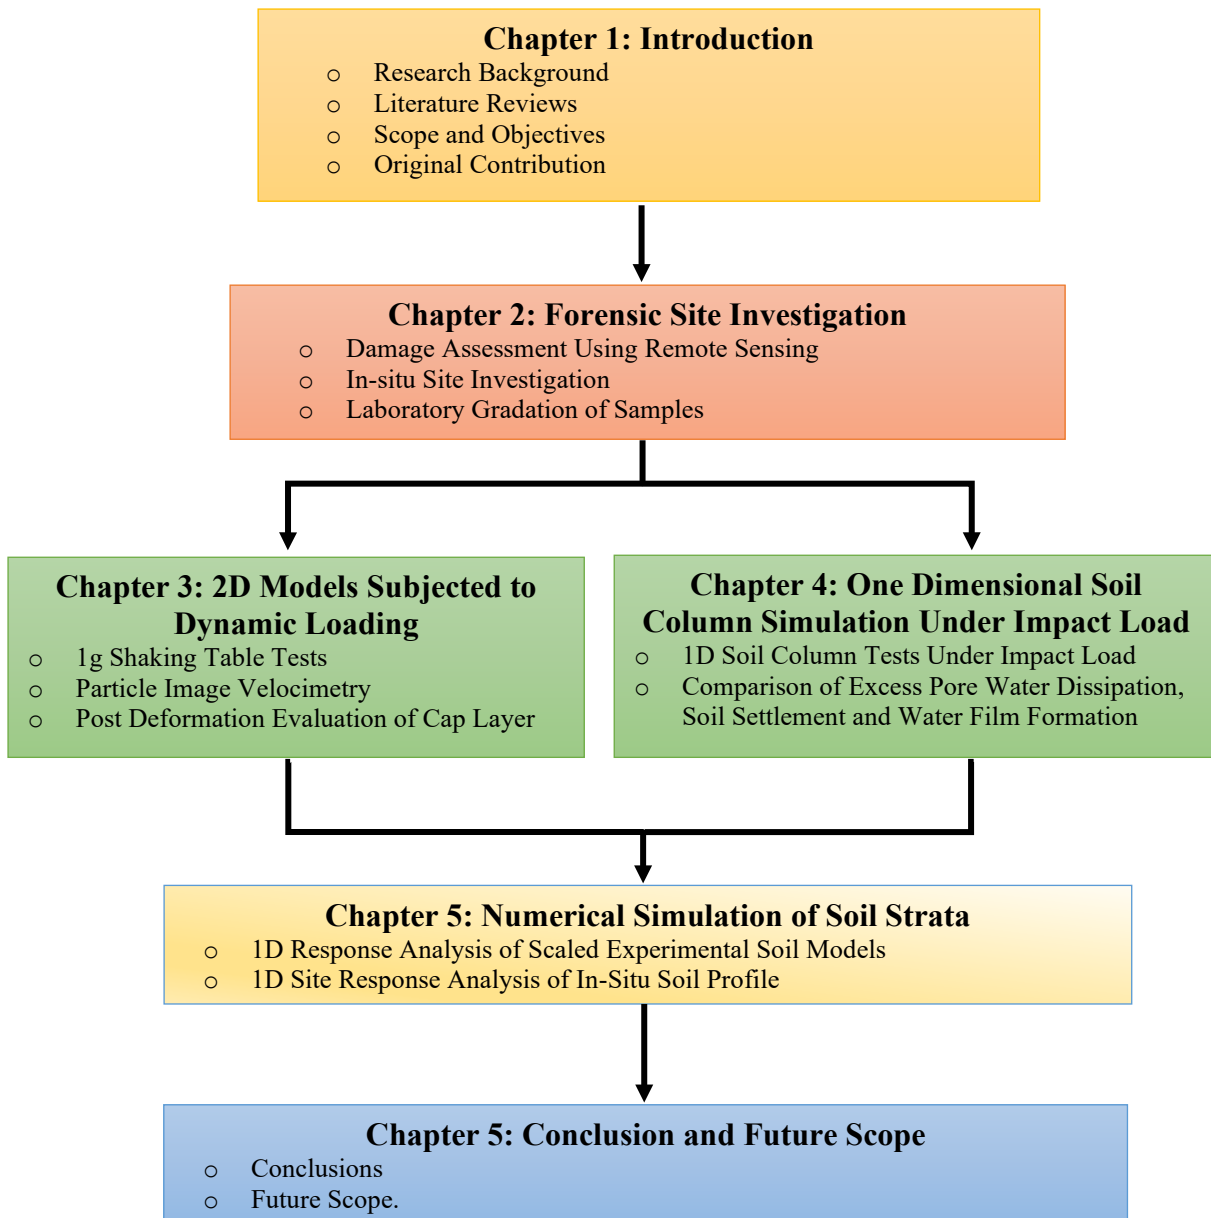 Chapter 1: Introduction
o Research Background
o Literature Reviews
o Scope and Objectives
o Original Contribution
Chapter 2: Forensic Site Investigation
o Damage Assessment Using Remote Sensing
o In-situ Site Investigation
o Laboratory Gradation of Samples
Chapter 3: 2D Models Subjected to
Dynamic Loading
o 1g Shaking Table Tests
o Particle Image Velocimetry
o Post Deformation Evaluation of Cap Layer
Chapter 4: One Dimensional Soil
Column Simulation Under Impact Load
o 1D Soil Column Tests Under Impact Load
o Comparison of Excess Pore Water Dissipation,
Soil Settlement and Water Film Formation
Chapter 5: Numerical Simulation of Soil Strata
o 1D Response Analysis of Scaled Experimental Soil Models
o 1D Site Response Analysis of In-Situ Soil Profile
Chapter 5: Conclusion and Future Scope
o Conclusions
o Future Scope.